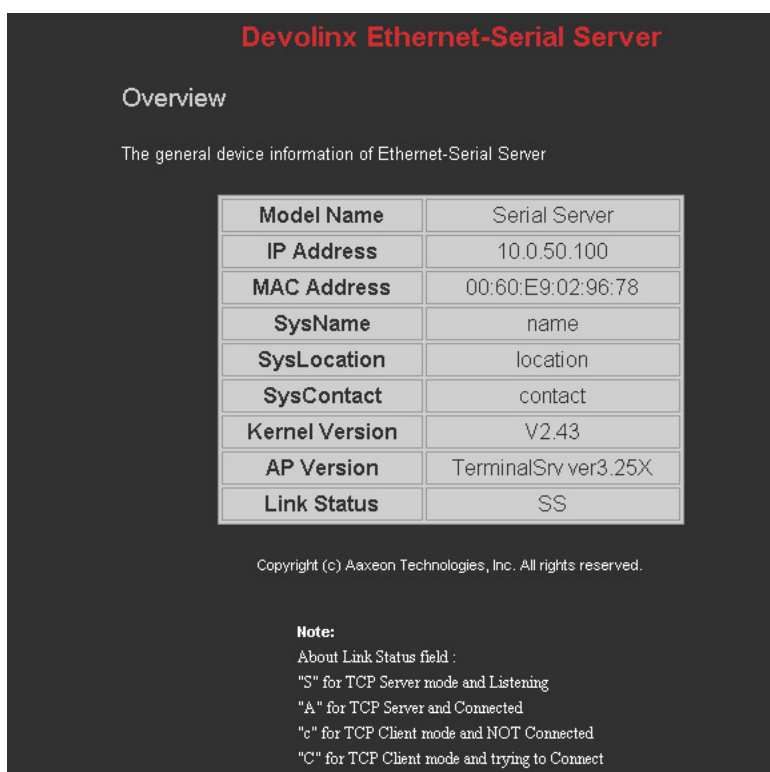 Devolinx Ethernet-Serial Server
Overview
The general device information of Ethernet-Serial Server
Model Name Serial Server
IP Address 10.0.50.100
MAC Address 00:60:E9:02:96:78
SysName name
SysLocation location
SysContact contact
Kernel Version V2.43
AP Version TerminalSrv ver3.25X
Link Status SS
Copyright (c) Aaxeon Technologies, Inc. All rights reserved.
Note:
About Link Status field :
"S" for TCP Server mode and Listening
"A" for TCP Server and Connected
"c" for TCP Client mode and NOT Connected
"C" for TCP Client mode and trying to Connect